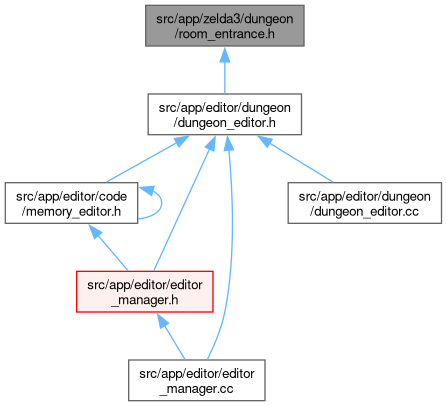 src/app/zelda3/dungeon
/room_entrance.h
src/app/editor/dungeon
/dungeon_editor.h
src/app/editor/code
/memory_editor.h
src/app/editor/dungeon
/dungeon_editor.cc
src/app/editor/editor
_manager.h
src/app/editor/editor
_manager.cc